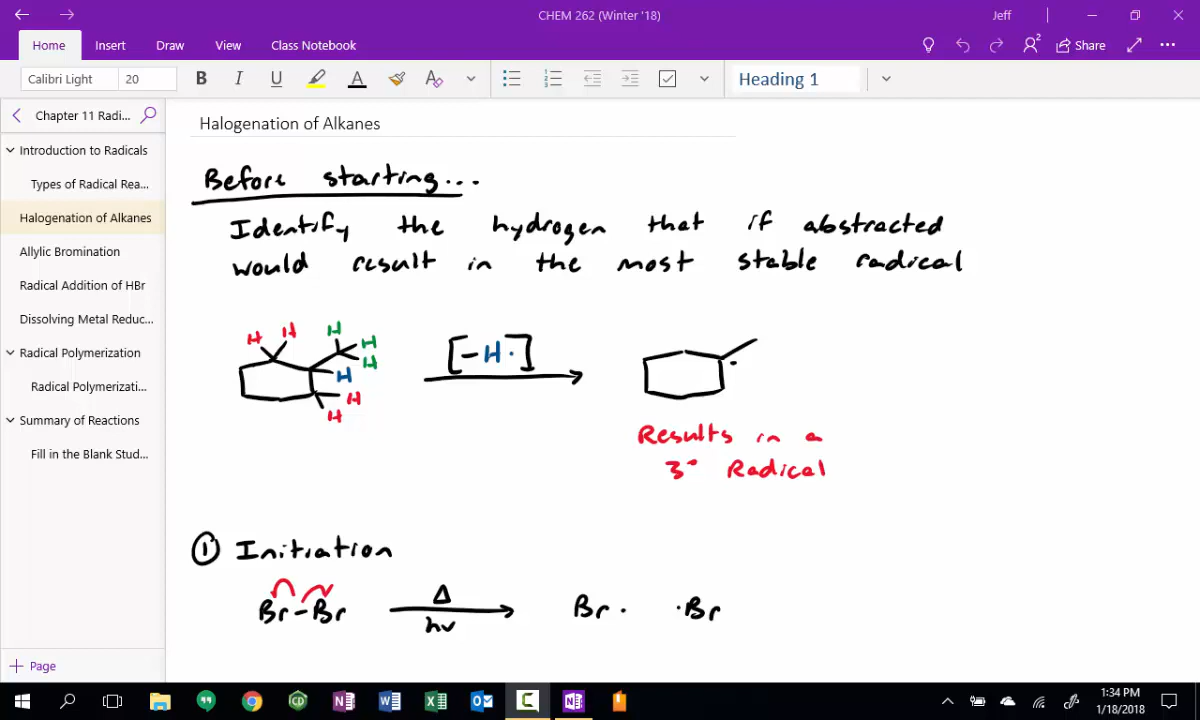 CHEM 262 (Winter '18)
Jeff
Home
Insert
Draw
View
Class Notebook
2
Share
Calibri Light
20
B
I
U
A
A
Heading 1
Chapter 11 Radi...
Introduction to Radicals
Types of Radical Rea...
Halogenation of Alkanes
Allylic Bromination
Radical Addition of HBr
Dissolving Metal Reduc...
Radical Polymerization
Radical Polymerizati...
Summary of Reactions
Fill in the Blank Stud...
+ Page
Halogenation of Alkanes
Before starting...
Identify the hydrogen that if abstracted
would result in the most stable radical
H H H H H H H H
[-H·]
Results in a
3° Radical
① Initiation
Br-Br
Δ
hν
Br· ·Br
1:34 PM
1/18/2018